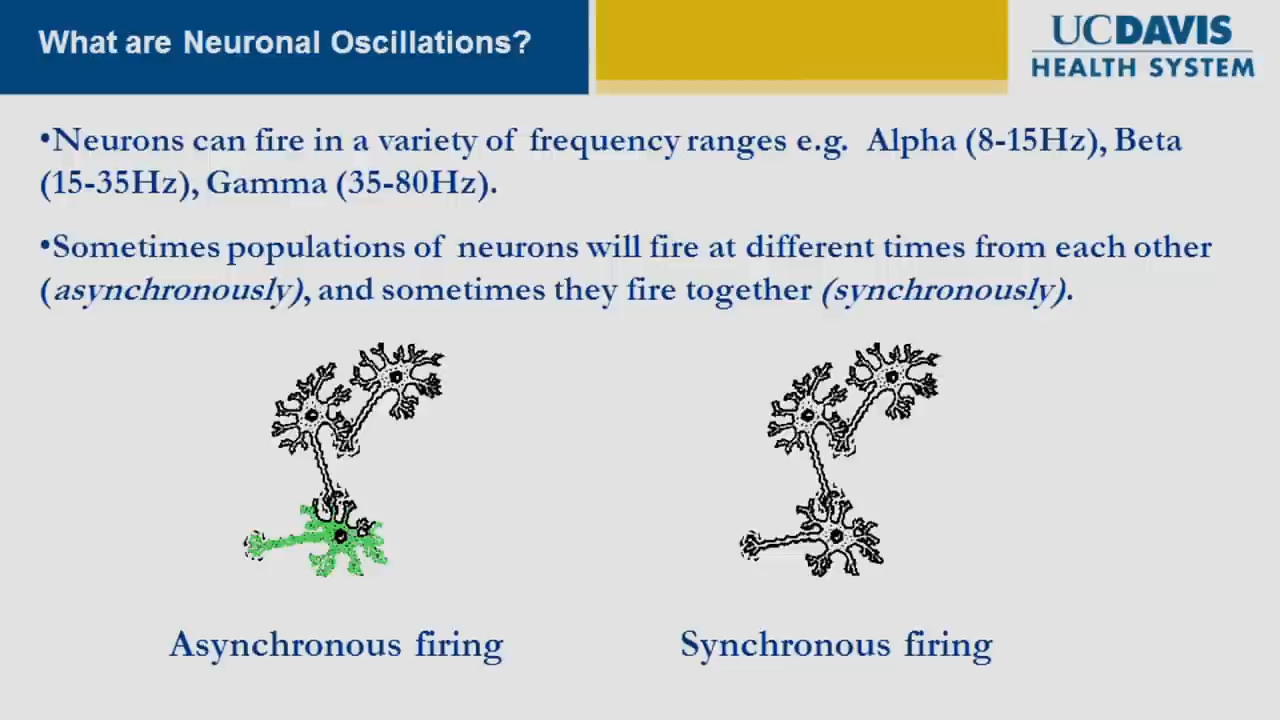 What are Neuronal Oscillations?
UCDAVIS
HEALTH SYSTEM
•Neurons can fire in a variety of frequency ranges e.g. Alpha (8-15Hz), Beta
(15-35Hz), Gamma (35-80Hz).
•Sometimes populations of neurons will fire at different times from each other
(asynchronously), and sometimes they fire together (synchronously).
Asynchronous firing
Synchronous firing